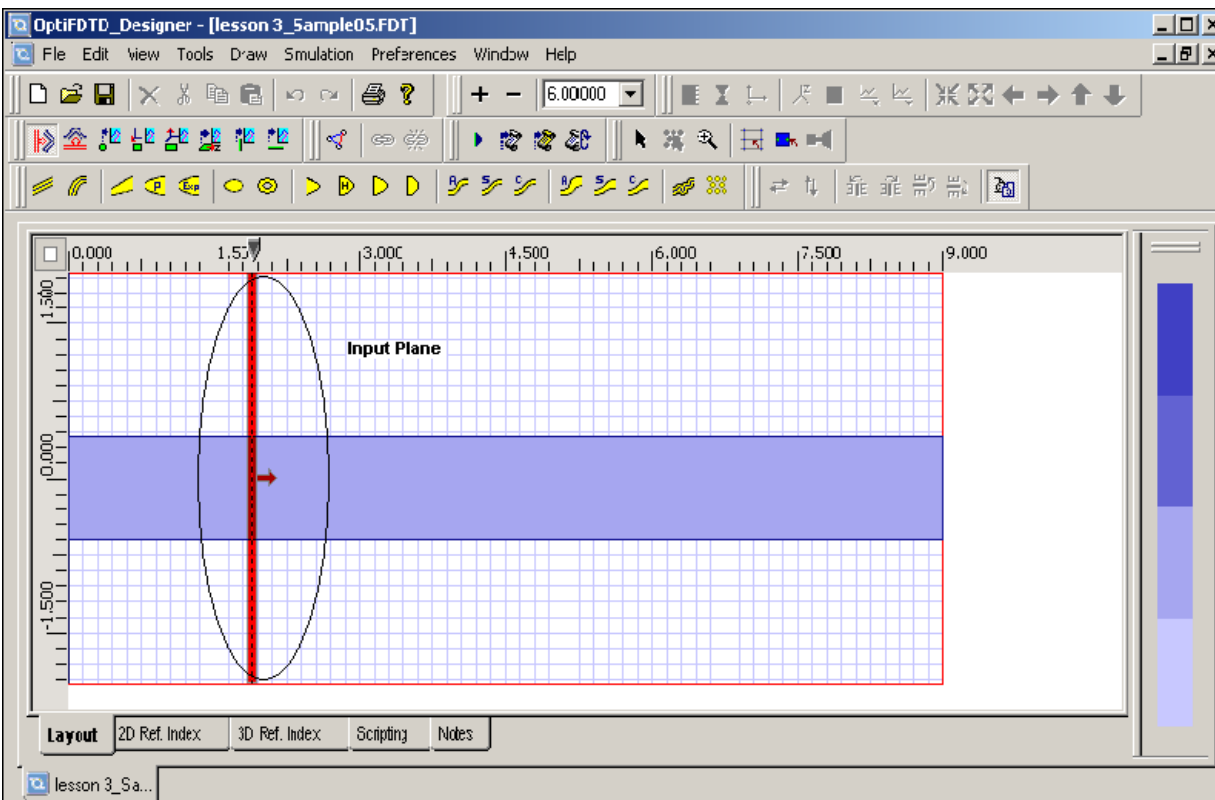 OptiFDTD_Designer - [lesson 3_Sample05.FDT]
File Edit View Tools Draw Simulation Preferences Window Help
6.00000
0.000 3.000 4.500 6.000 7.500 9.000
1.500
Input Plane
0.000
-1.500
Layout 2D Ref. Index 3D Ref. Index Scripting Notes
lesson 3_Sa...